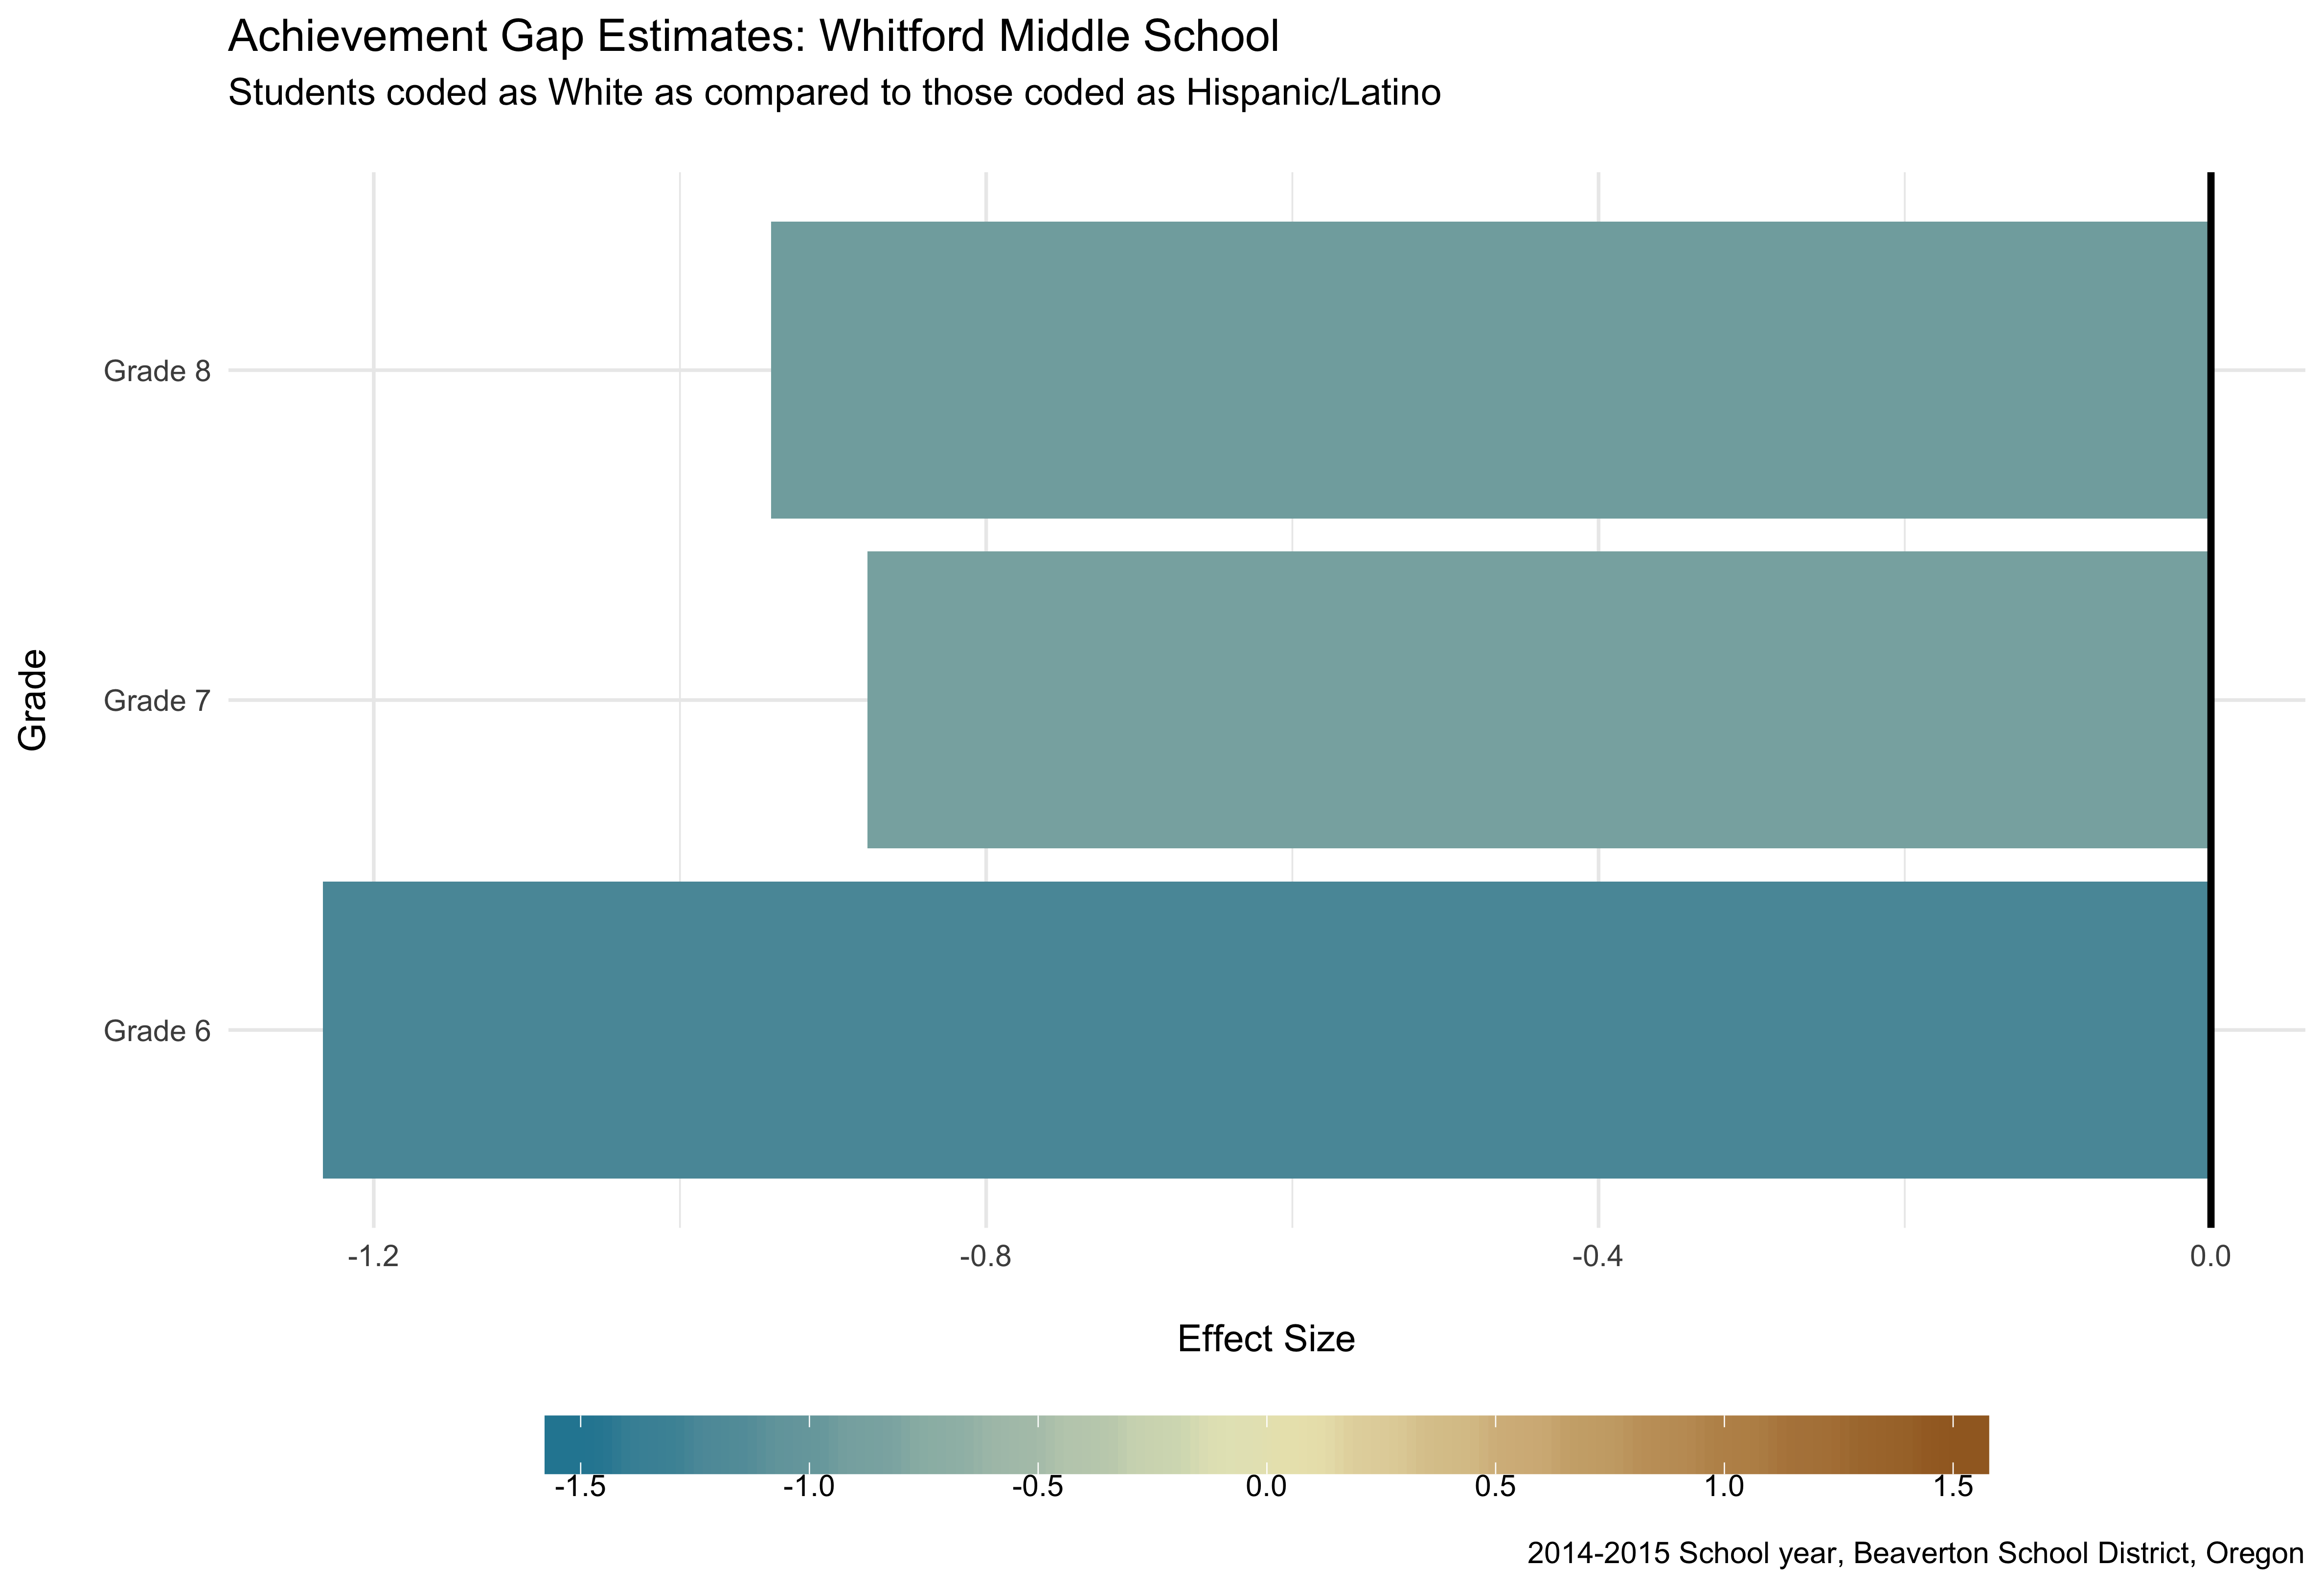 Achievement Gap Estimates: Whitford Middle School
Students coded as White as compared to those coded as Hispanic/Latino
Grade
Grade 8
Grade 7
Grade 6
-1.2 -0.8 -0.4 0.0
Effect Size
-1.5 -1.0 -0.5 0.0 0.5 1.0 1.5
2014-2015 School year, Beaverton School District, Oregon